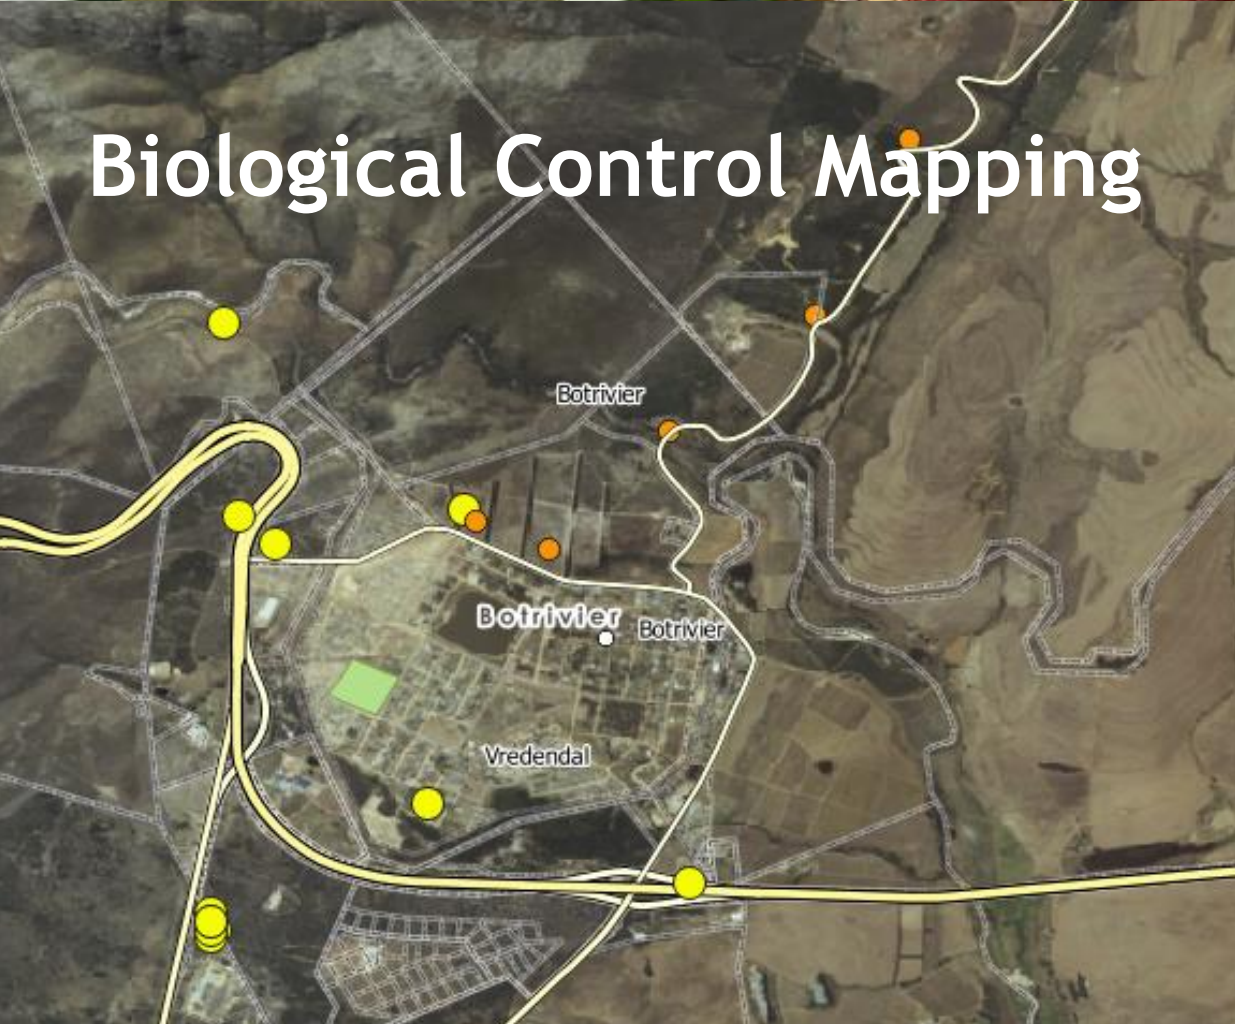 Biological Control Mapping
Botrivier
Botrivier
Botrivier
Vredendal